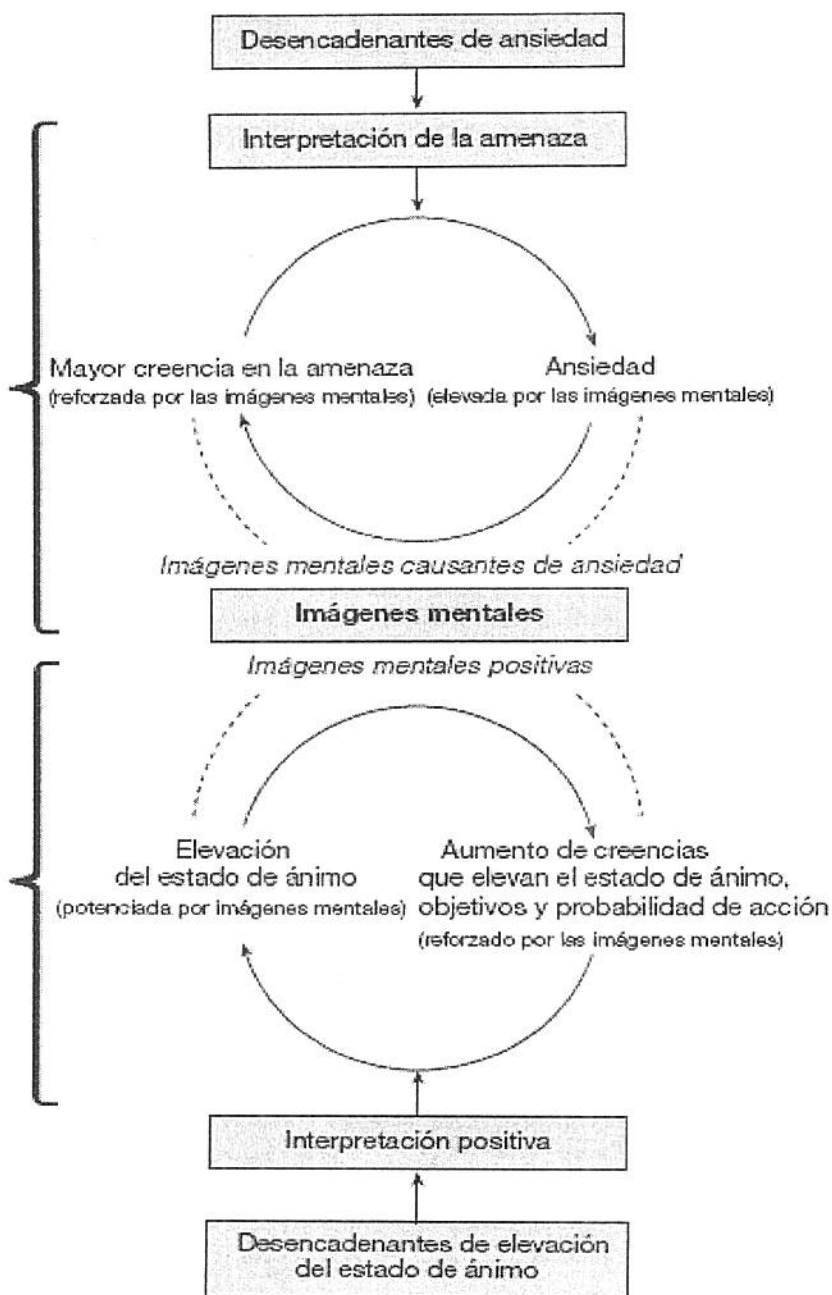 Desencadenantes de ansiedad
Interpretación de la amenaza
Mayor creencia en la amenaza
(reforzada por las imágenes mentales)
Ansiedad
(elevada por las imágenes mentales)
Imágenes mentales causantes de ansiedad
Imágenes mentales
Imágenes mentales positivas
Elevación
del estado de ánimo
(potenciada por imágenes mentales)
Aumento de creencias
que elevan el estado de ánimo,
objetivos y probabilidad de acción
(reforzado por las imágenes mentales)
Interpretación positiva
Desencadenantes de elevación
del estado de ánimo